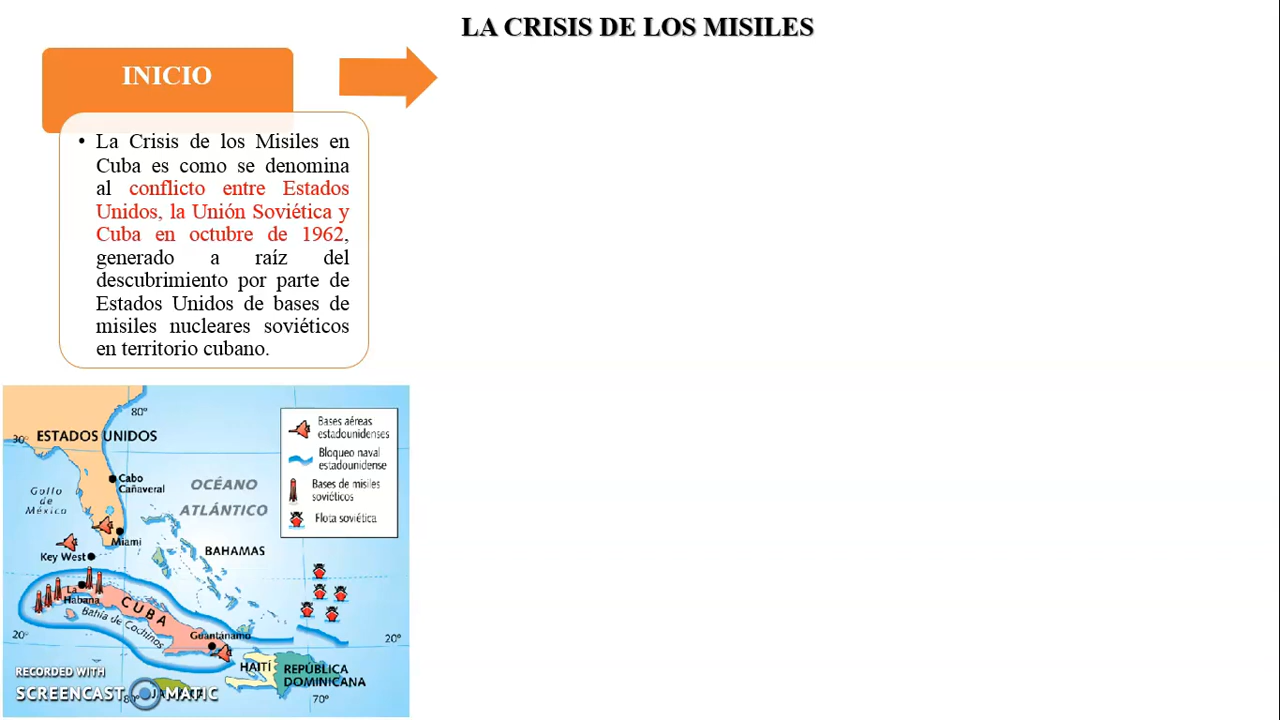 LA CRISIS DE LOS MISILES
INICIO
• La Crisis de los Misiles en
Cuba es como se denomina
al conflicto entre Estados
Unidos, la Unión Soviética y
Cuba en octubre de 1962,
generado a raíz del
descubrimiento por parte de
Estados Unidos de bases de
misiles nucleares soviéticos
en territorio cubano.
80°
30°
ESTADOS UNIDOS
Bases aéreas
estadounidenses
Bloqueo naval
estadounidense
Bases de misiles
soviéticos
Flota soviética
Cabo
Cañaveral
Golfo
de
México
OCÉANO
ATLÁNTICO
Miami
Key West
BAHAMAS
La
Habana
CUBA
Bahía de Cochinos
Guantánamo
20°
20°
HAITÍ
REPÚBLICA
DOMINICANA
80°
70°
RECORDED WITH
SCREENCAST MATIC